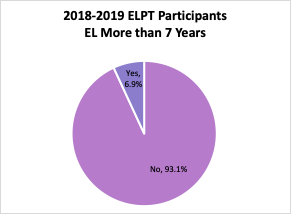 2018-2019 ELPT Participants
EL More than 7 Years
Yes,
6.9%
No, 93.1%